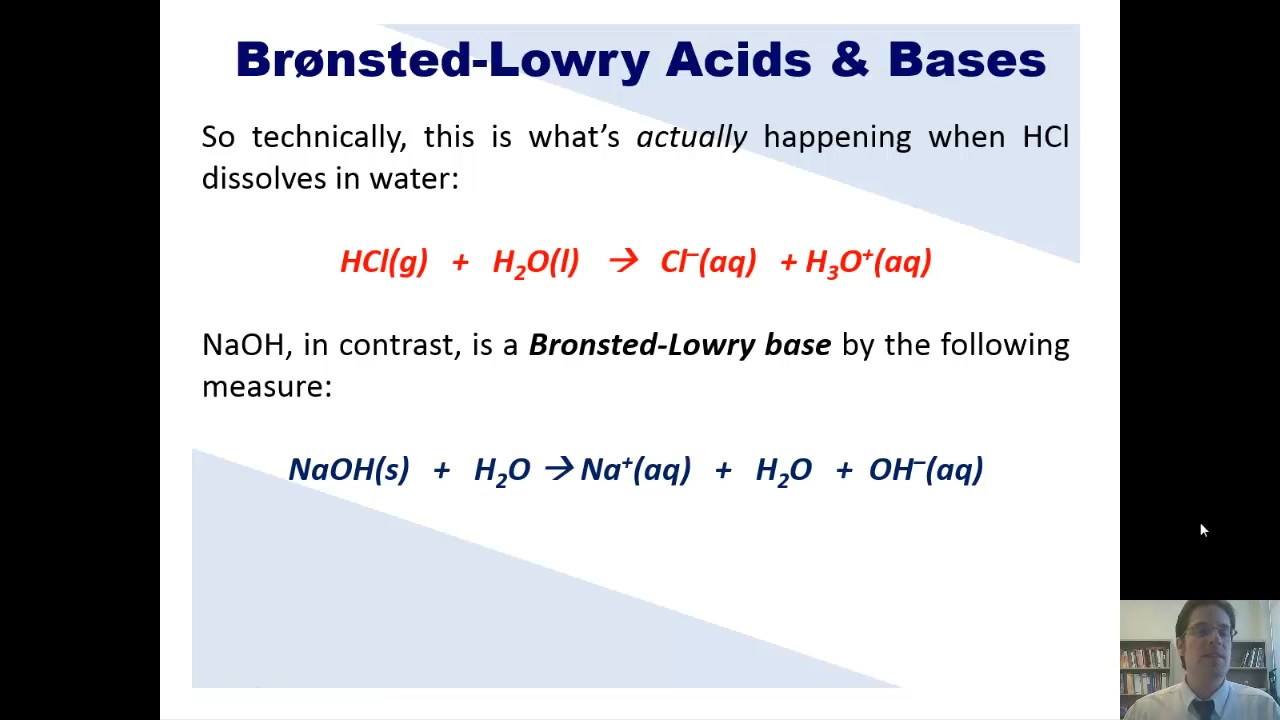 Brønsted-Lowry Acids & Bases
So technically, this is what’s actually happening when HCl
dissolves in water:
HCl(g) + H₂O(l) → Cl⁻(aq) + H₃O⁺(aq)
NaOH, in contrast, is a Bronsted-Lowry base by the following
measure:
NaOH(s) + H₂O → Na⁺(aq) + H₂O + OH⁻(aq)